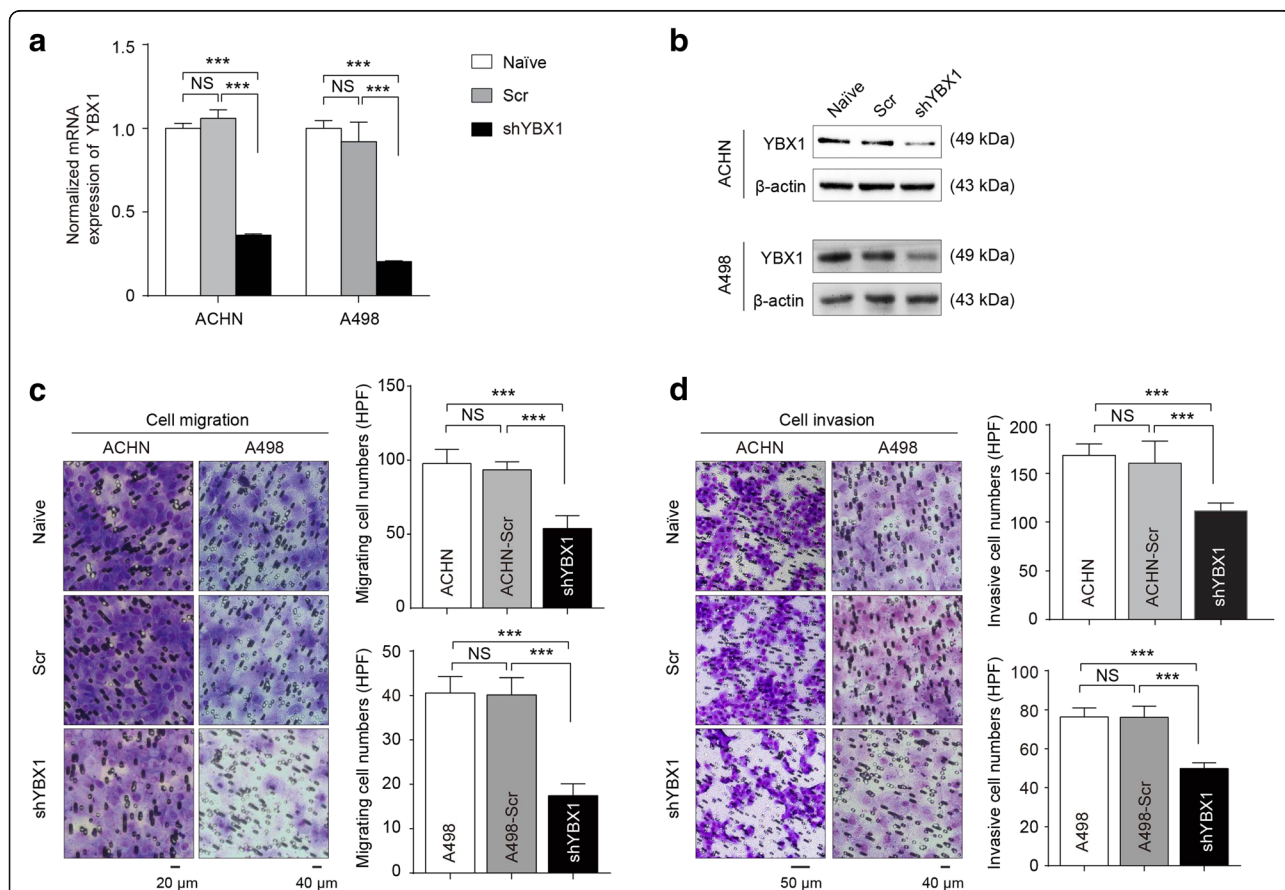 a
Normalized mRNA
expression of YBX1
1.5
1.0
0.5
0
***
NS
***
***
NS
***
ACHN
A498
Naïve
Scr
shYBX1
b
Naïve
Scr
shYBX1
ACHN
YBX1
(49 kDa)
β-actin
(43 kDa)
A498
YBX1
(49 kDa)
β-actin
(43 kDa)
c
Cell migration
ACHN
A498
Naïve
Scr
shYBX1
20 µm
40 µm
Migrating cell numbers (HPF)
150
100
50
0
***
NS
***
ACHN
ACHN-Scr
shYBX1
Migrating cell numbers (HPF)
50
40
30
20
10
0
***
NS
***
A498
A498-Scr
shYBX1
d
Cell invasion
ACHN
A498
Naïve
Scr
shYBX1
50 µm
40 µm
Invasive cell numbers (HPF)
200
150
100
50
0
***
NS
***
ACHN
ACHN-Scr
shYBX1
Invasive cell numbers (HPF)
100
80
60
40
20
0
***
NS
***
A498
A498-Scr
shYBX1